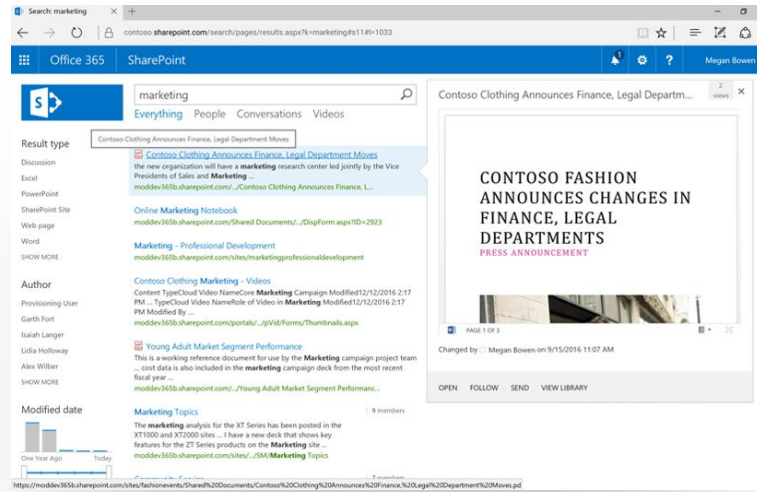 Search: marketing
contoso.sharepoint.com/search/pages/results.aspx?k=marketing#s11#l=1033
Office 365
SharePoint
1
?
Megan Bowen
S
marketing
Everything People Conversations Videos
Contoso Clothing Announces Finance, Legal Department Moves
Result type
Discussion
Excel
PowerPoint
SharePoint Site
Web page
Word
SHOW MORE
Author
Provisioning User
Garth Fort
Isaiah Langer
Lidia Holloway
Alex Wilber
SHOW MORE
Modified date
One Year Ago Today
Contoso Clothing Announces Finance, Legal Department Moves
the new organization will have a marketing research center led jointly by the Vice
Presidents of Sales and Marketing ...
moddev365b.sharepoint.com/.../Contoso Clothing Announces Finance, L...
Online Marketing Notebook
moddev365b.sharepoint.com/Shared Documents/.../DispForm.aspx?ID=2923
Marketing - Professional Development
moddev365b.sharepoint.com/sites/marketingprofessionaldevelopment
Contoso Clothing Marketing - Videos
Content TypeCloud Video NameCore Marketing Campaign Modified12/12/2016 2:17
PM ... TypeCloud Video NameRole of Video in Marketing Modified12/12/2016 2:17
PM Modified By ...
moddev365b.sharepoint.com/portals/.../pVid/Forms/Thumbnails.aspx
Young Adult Market Segment Performance
This is a working reference document for use by the Marketing campaign project team
... cost data is also included in the marketing campaign deck from the most recent
fiscal year ...
moddev365b.sharepoint.com/.../Young Adult Market Segment Performanc...
Marketing Topics
9 members
The marketing analysis for the XT Series has been posted in the
XT1000 and XT2000 sites ... I have a new deck that shows key
features for the ZT Series products on the Marketing site ...
moddev365b.sharepoint.com/sites/.../SM/Marketing Topics
7 members
Contoso Clothing Announces Finance, Legal Departm...
2
views
CONTOSO FASHION
ANNOUNCES CHANGES IN
FINANCE, LEGAL
DEPARTMENTS
PRESS ANNOUNCEMENT
PAGE 1 OF 3
Changed by Megan Bowen on 9/15/2016 11:07 AM
OPEN FOLLOW SEND VIEW LIBRARY
https://moddev365b.sharepoint.com/sites/fashionevents/Shared%20Documents/Contoso%20Clothing%20Announces%20Finance,%20Legal%20Department%20Moves.pd